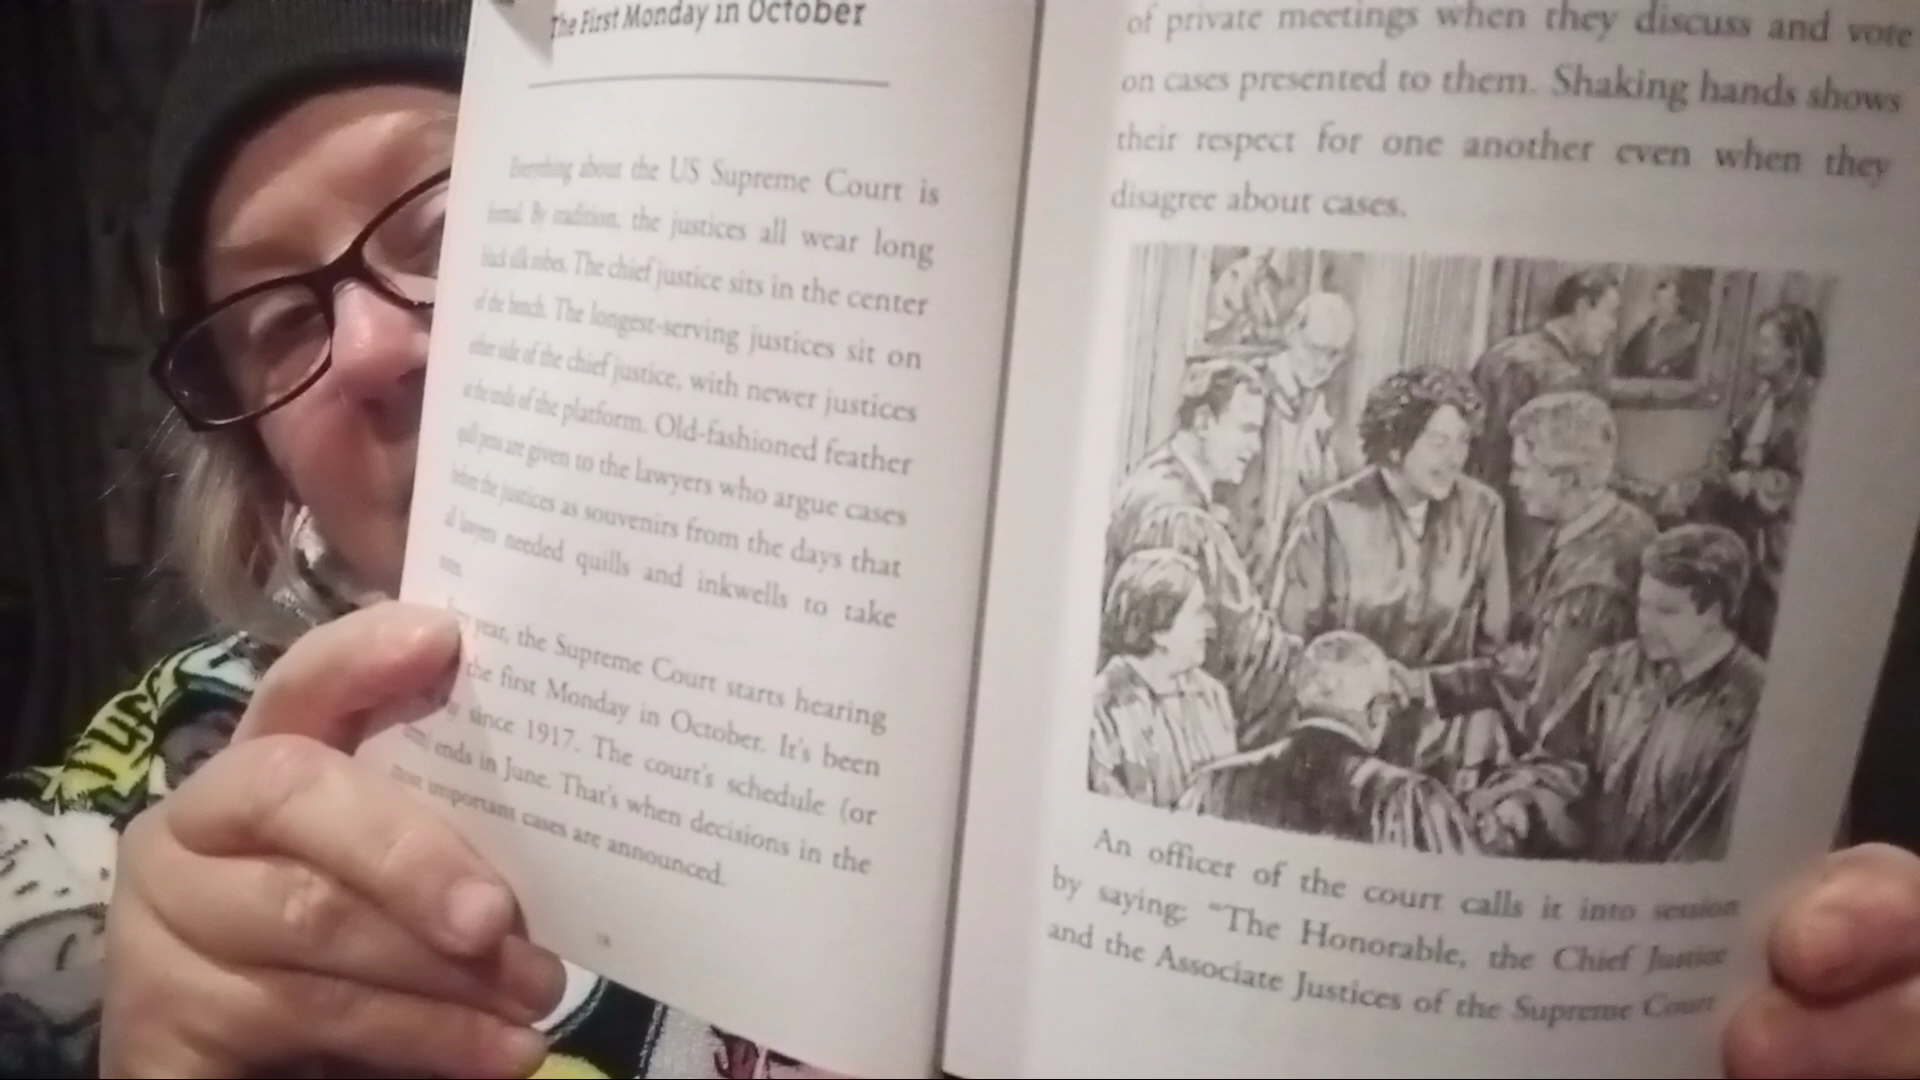 The First Monday in October
Everything about the US Supreme Court is
formal. By tradition, the justices all wear long
black silk robes. The chief justice sits in the center
of the bench. The longest-serving justices sit on
either side of the chief justice, with newer justices
at the ends of the platform. Old-fashioned feather
quill pens are given to the lawyers who argue cases
before the justices as souvenirs from the days that
all lawyers needed quills and inkwells to take
year, the Supreme Court starts hearing
the first Monday in October. It's been
since 1917. The court's schedule (or
ends in June. That's when decisions in the
most important cases are announced.
of private meetings when they discuss and vote
on cases presented to them. Shaking hands shows
their respect for one another even when they
disagree about cases.
An officer of the court calls it into session
by saying: "The Honorable, the Chief Justice
and the Associate Justices of the Supreme Court